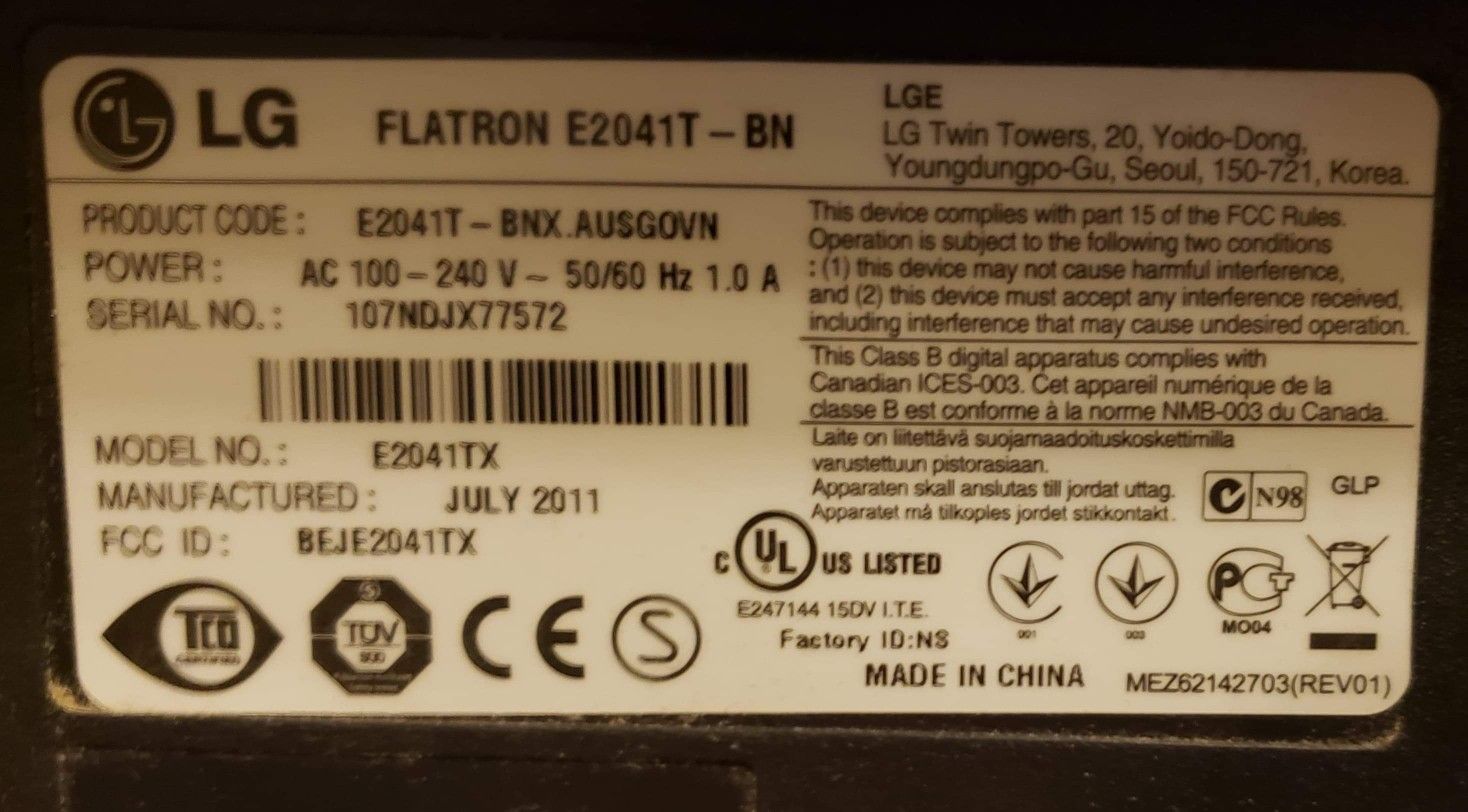 LG FLATRON E2041T-BN
LGE
LG Twin Towers, 20, Yoido-Dong,
Youngdungpo-Gu, Seoul, 150-721, Korea.
PRODUCT CODE: E2041T-BNX.AUSGOVN
POWER: AC 100-240 V~ 50/60 Hz 1.0 A
SERIAL NO.: 107NDJX77572
MODEL NO.: E2041TX
MANUFACTURED: JULY 2011
FCC ID: BEJE2041TX
This device complies with part 15 of the FCC Rules.
Operation is subject to the following two conditions
:(1) this device may not cause harmful interference,
and (2) this device must accept any interference received,
including interference that may cause undesired operation.
This Class B digital apparatus complies with
Canadian ICES-003. Cet appareil numérique de la
classe B est conforme à la norme NMB-003 du Canada.
Laite on liitettävä suojamaadoituskoskettimilla
varustettuun pistorasiaan.
Apparaten skall anslutas till jordat uttag.
Apparatet må tilkoples jordet stikkontakt.
N98 GLP
TCO
CERTIFIED
TÜV
CE
S
C UL US LISTED
E247144 15DV I.T.E.
Factory ID:NS
001
003
PCT
MO04
MADE IN CHINA
MEZ62142703(REV01)